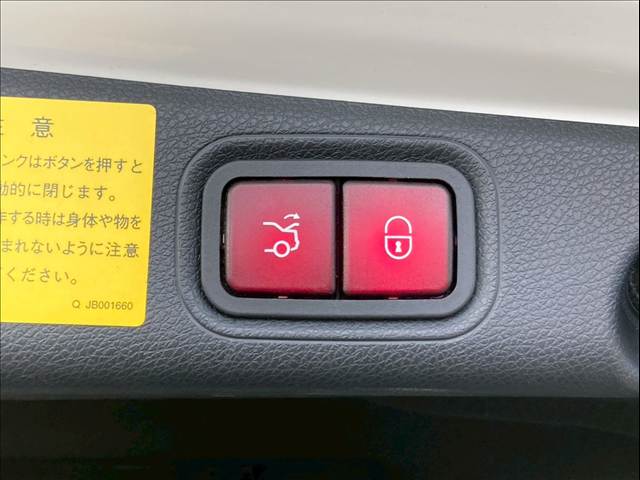 意
ンクはボタンを押すと
動的に閉じます。
する時は身体や物を
まれないように注意
ください。
Q JB001660